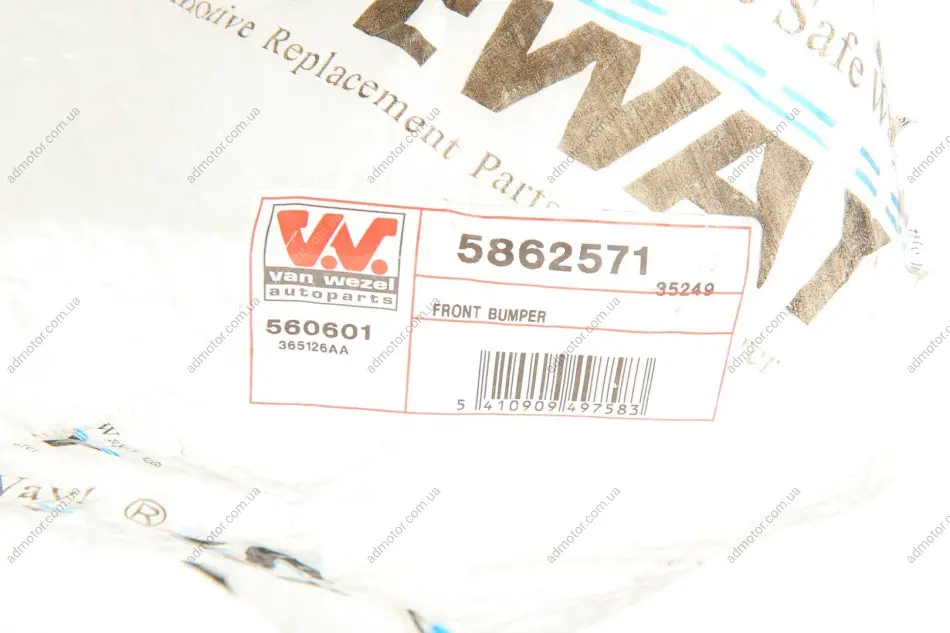 Safe W
EWAY
motive Replacement Parts
V.V.
van wezel
autoparts
560601
365126AA
5862571
35249
FRONT BUMPER
5 410909 497583
Way!
®
admotor.com.ua